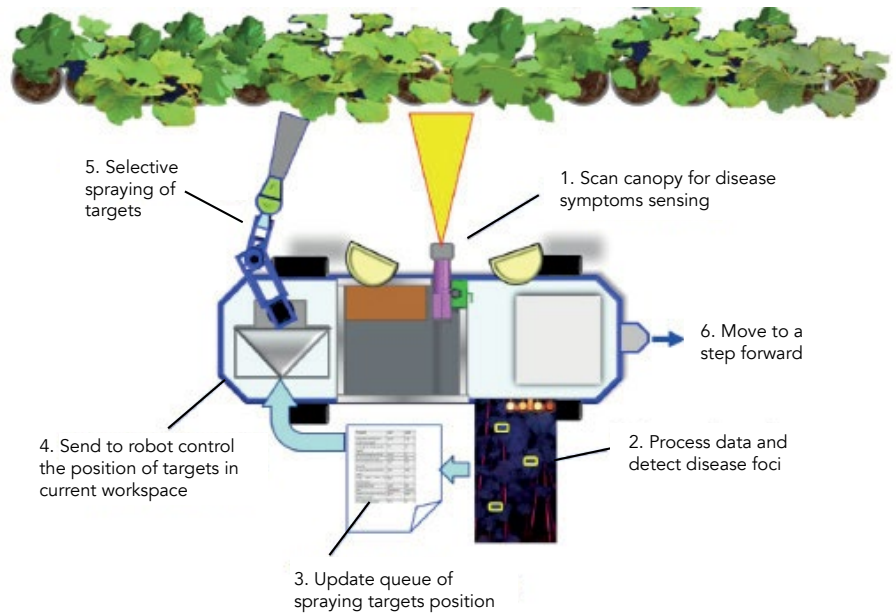 5. Selective
spraying of
targets
1. Scan canopy for disease
symptoms sensing
6. Move to a
step forward
4. Send to robot control
the position of targets in
current workspace
2. Process data and
detect disease foci
3. Update queue of
spraying targets position